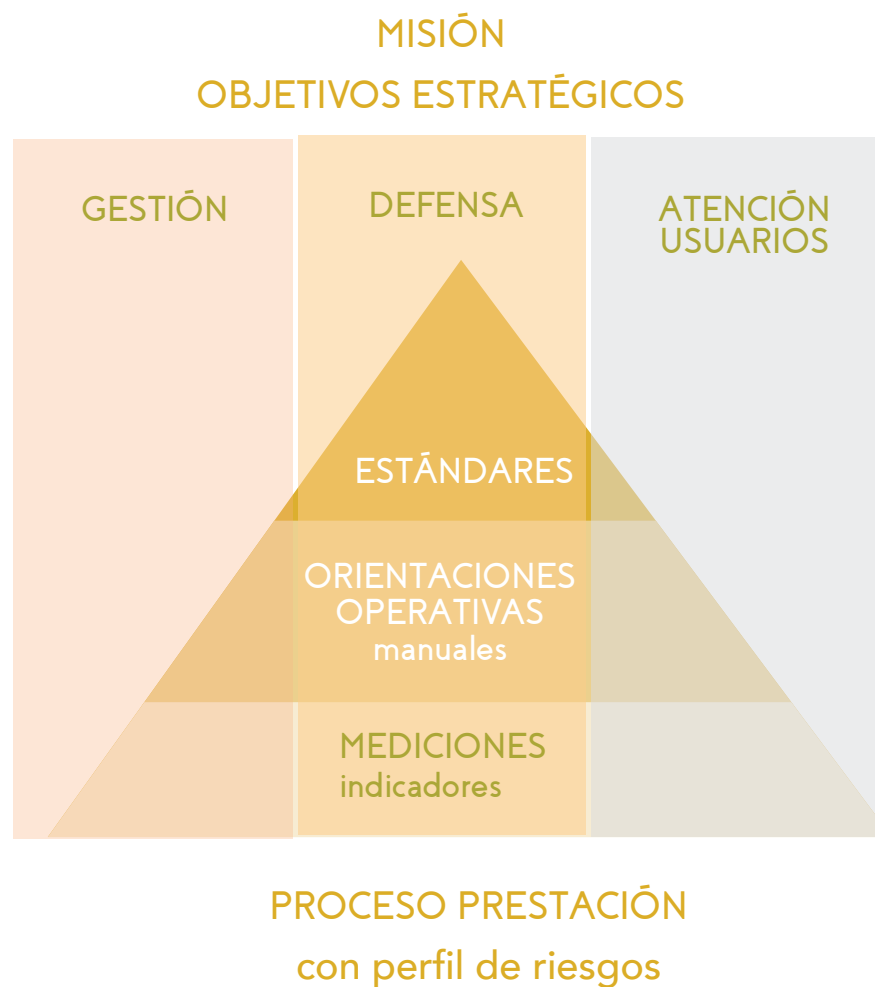 MISIÓN
OBJETIVOS ESTRATÉGICOS
GESTIÓN
DEFENSA
ATENCIÓN
USUARIOS
ESTÁNDARES
ORIENTACIONES
OPERATIVAS
manuales
MEDICIONES
indicadores
PROCESO PRESTACIÓN
con perfil de riesgos